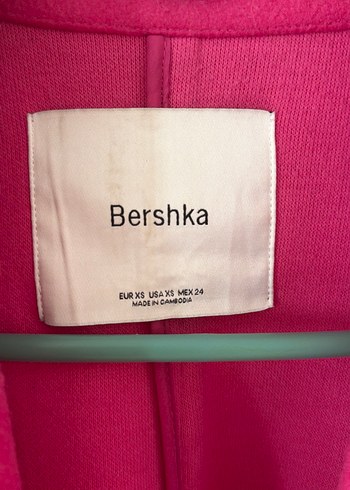 Bershka
EUR XS USA XS MEX 24
MADE IN CAMBODIA